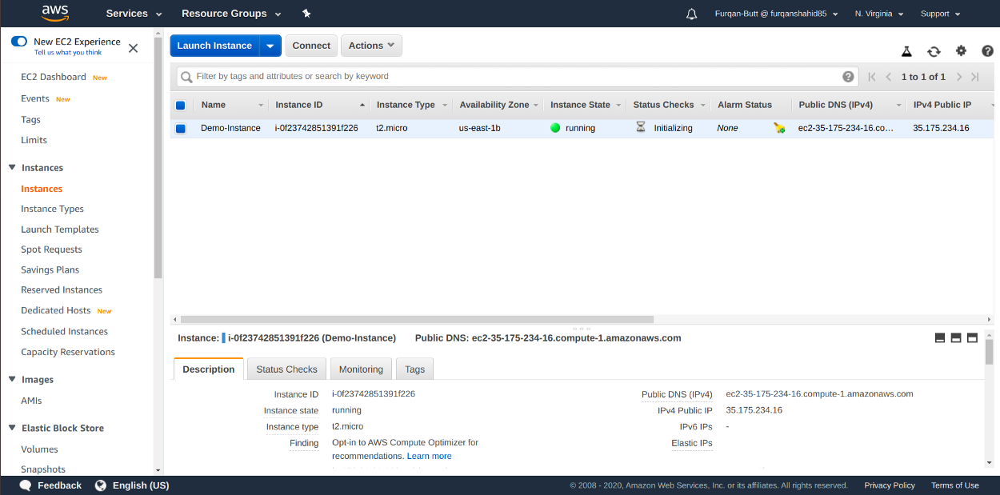 aws Services Resource Groups Furqan-Butt @ furqanshahid85 N. Virginia Support
New EC2 Experience
Tell us what you think
EC2 Dashboard New
Events New
Tags
Limits
Instances
Instances
Instance Types
Launch Templates
Spot Requests
Savings Plans
Reserved Instances
Dedicated Hosts New
Scheduled Instances
Capacity Reservations
Images
AMIs
Elastic Block Store
Volumes
Snapshots
Launch Instance Connect Actions
Filter by tags and attributes or search by keyword 1 to 1 of 1
Name Instance ID Instance Type Availability Zone Instance State Status Checks Alarm Status Public DNS (IPv4) IPv4 Public IP
Demo-Instance i-0f23742851391f226 t2.micro us-east-1b running Initializing None ec2-35-175-234-16.co… 35.175.234.16
Instance: i-0f23742851391f226 (Demo-Instance) Public DNS: ec2-35-175-234-16.compute-1.amazonaws.com
Description Status Checks Monitoring Tags
Instance ID i-0f23742851391f226 Public DNS (IPv4) ec2-35-175-234-16.compute-1.amazonaws.com
Instance state running IPv4 Public IP 35.175.234.16
Instance type t2.micro IPv6 IPs -
Finding Opt-in to AWS Compute Optimizer for Elastic IPs
recommendations. Learn more
Feedback English (US) © 2008 - 2020, Amazon Web Services, Inc. or its affiliates. All rights reserved. Privacy Policy Terms of Use